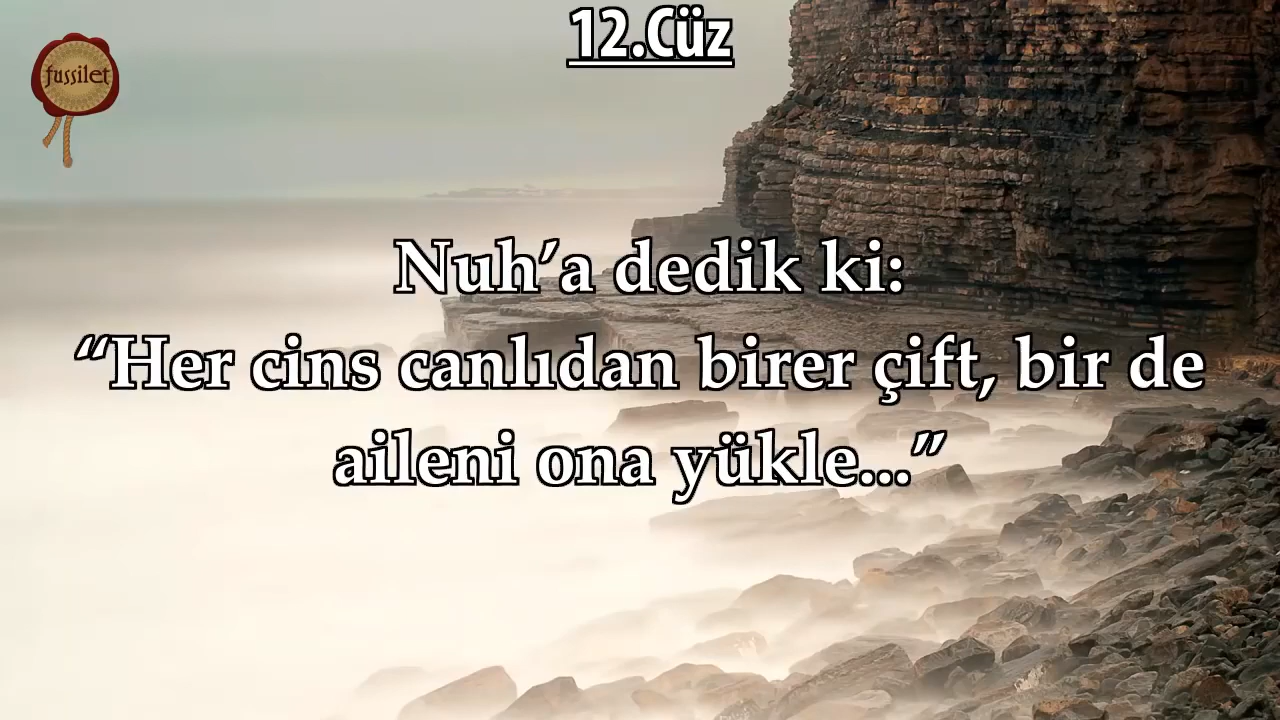 12.Cüz
fussilet
Nuh’a dedik ki:
“Her cins canlıdan birer çift, bir de
aileni ona yükle...”